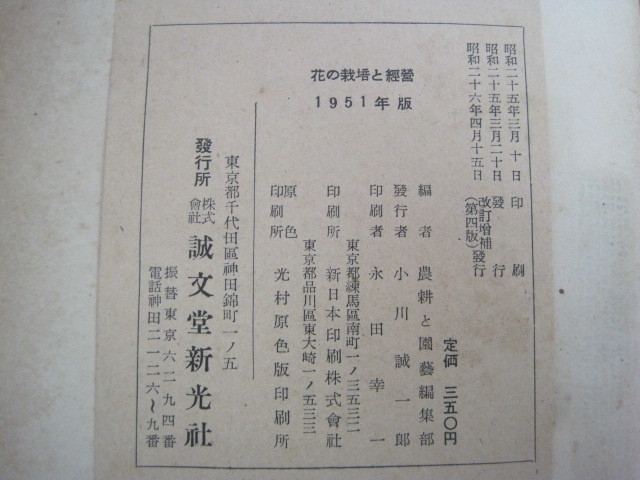 昭和二十五年三月 十日 印刷
昭和二十五年三月二十日 發行
昭和二十六年四月十五日 改訂增補發行
(第四版)
花の栽培と經營
1951年版
定価 三五〇円
編者 農耕と園藝編集部
發行者 小川誠一郎
印刷者 永田幸一
東京都練馬區南町一ノ三五三二
印刷所 新日本印刷株式會社
東京都品川區東大崎一ノ五三三
原色印刷所 光村原色版印刷所
東京都千代田區神田錦町一ノ五
發行所 株式會社 誠文堂新光社
振替東京六二九四番
電話神田二一二六〜九番